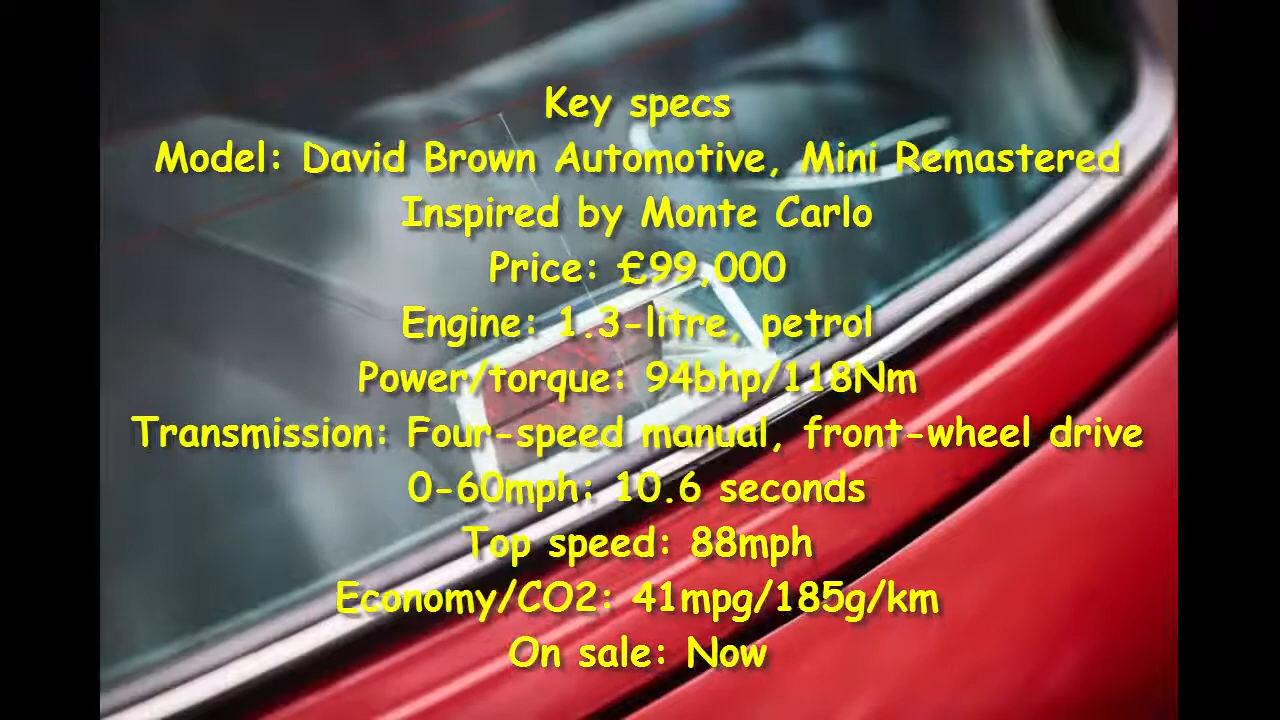 Key specs
Model: David Brown Automotive, Mini Remastered
Inspired by Monte Carlo
Price: £99,000
Engine: 1.3-litre, petrol
Power/torque: 94bhp/118Nm
Transmission: Four-speed manual, front-wheel drive
0-60mph: 10.6 seconds
Top speed: 88mph
Economy/CO2: 41mpg/185g/km
On sale: Now